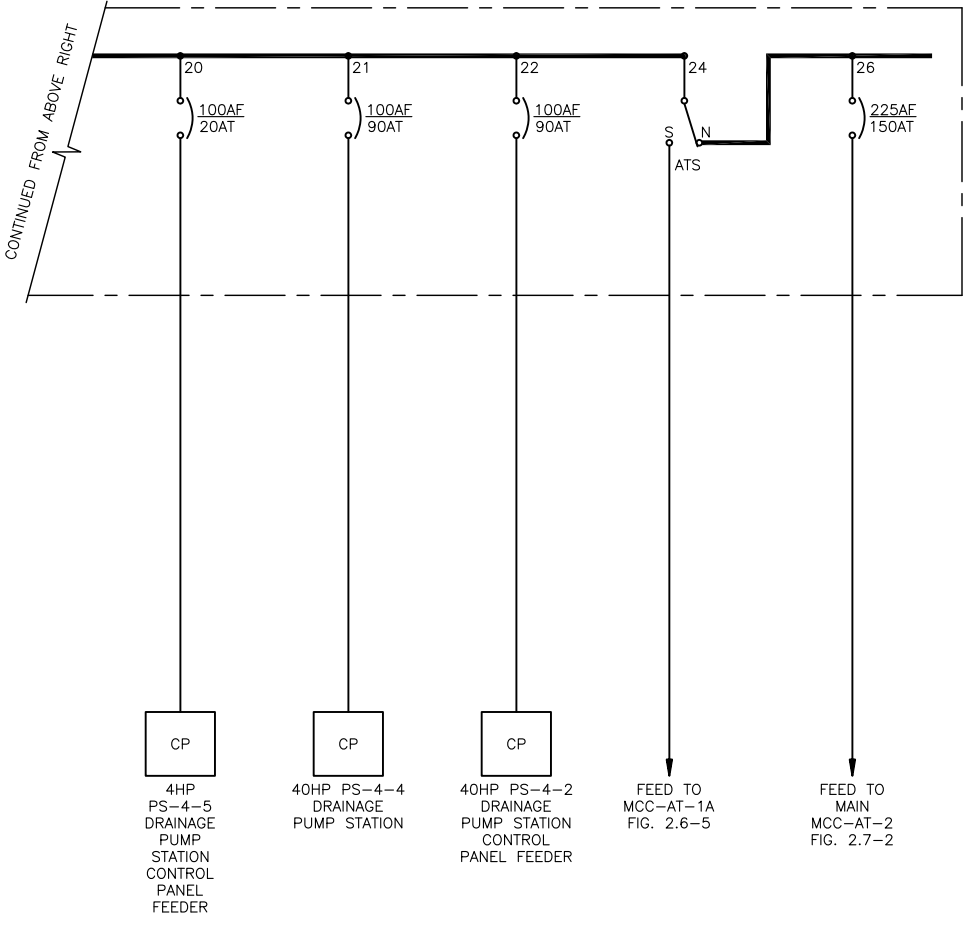 CONTINUED FROM ABOVE RIGHT
20
21
22
24
26
100AF
20AT
100AF
90AT
100AF
90AT
S
N
ATS
225AF
150AT
CP
CP
CP
4HP
PS-4-5
DRAINAGE
PUMP
STATION
CONTROL
PANEL
FEEDER
40HP PS-4-4
DRAINAGE
PUMP STATION
40HP PS-4-2
DRAINAGE
PUMP STATION
CONTROL
PANEL FEEDER
FEED TO
MCC-AT-1A
FIG. 2.6-5
FEED TO
MAIN
MCC-AT-2
FIG. 2.7-2